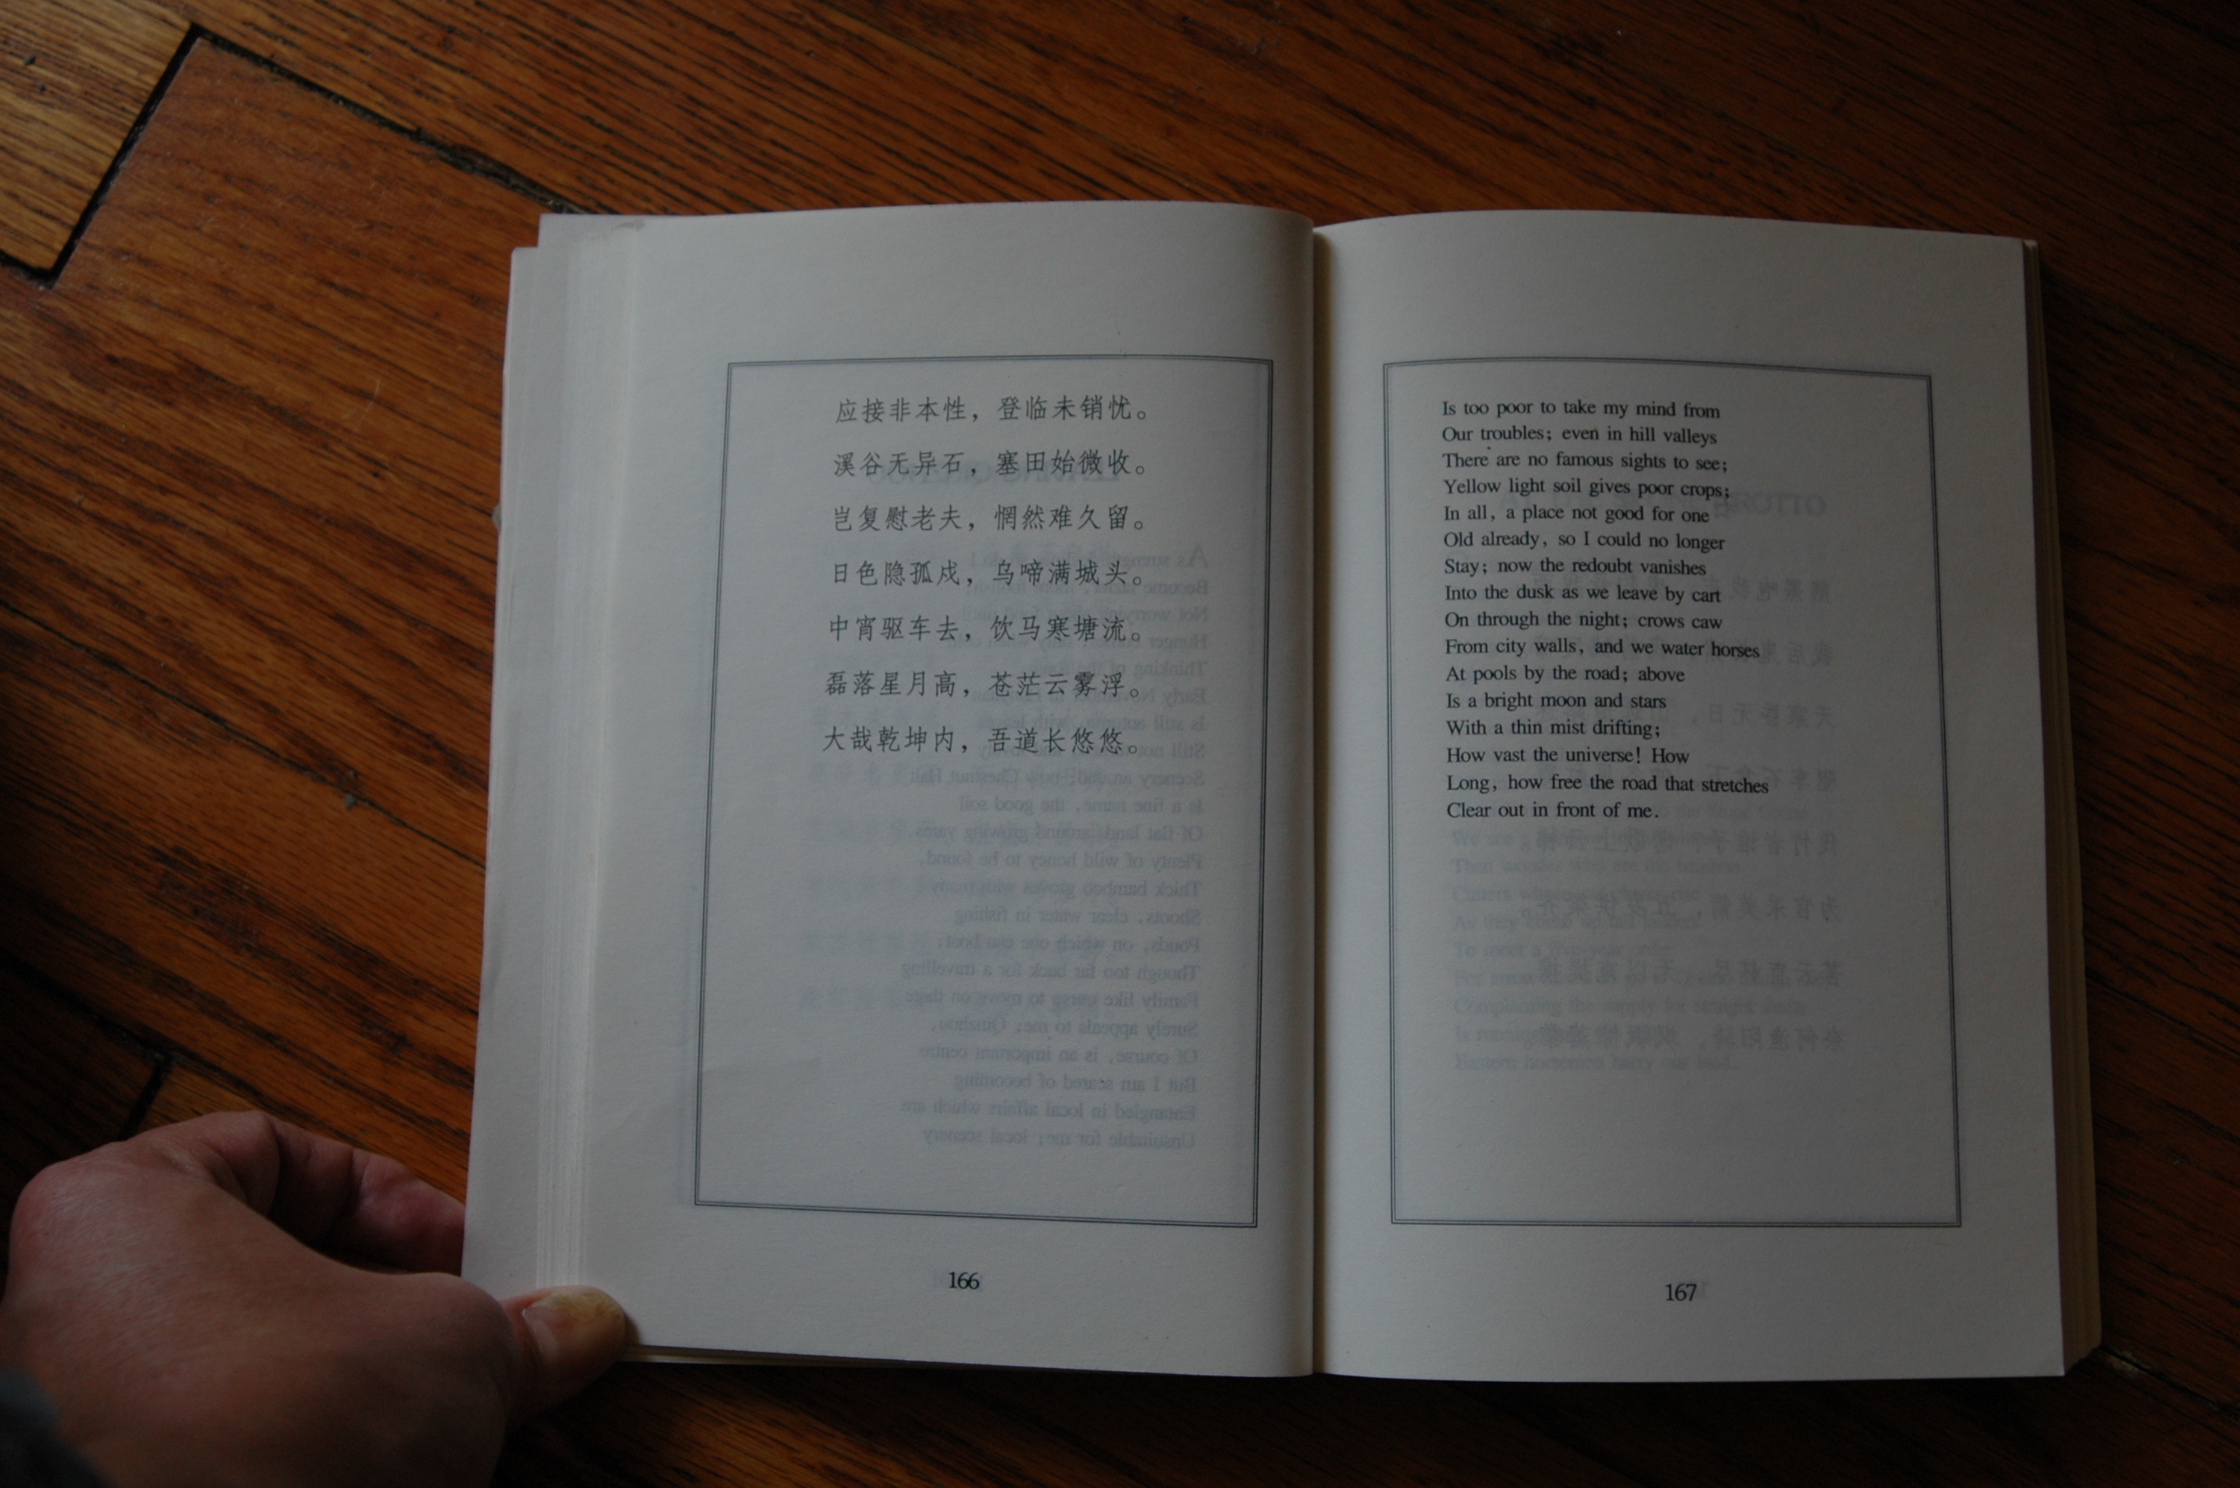 应接非本性，登临未销忧。
溪谷无异石，塞田始微收。
岂复慰老夫，惘然难久留。
日色隐孤戍，乌啼满城头。
中宵驱车去，饮马寒塘流。
磊落星月高，苍茫云雾浮。
大哉乾坤内，吾道长悠悠。
166
Is too poor to take my mind from
Our troubles; even in hill valleys
There are no famous sights to see;
Yellow light soil gives poor crops;
In all, a place not good for one
Old already, so I could no longer
Stay; now the redoubt vanishes
Into the dusk as we leave by cart
On through the night; crows caw
From city walls, and we water horses
At pools by the road; above
Is a bright moon and stars
With a thin mist drifting;
How vast the universe! How
Long, how free the road that stretches
Clear out in front of me.
167